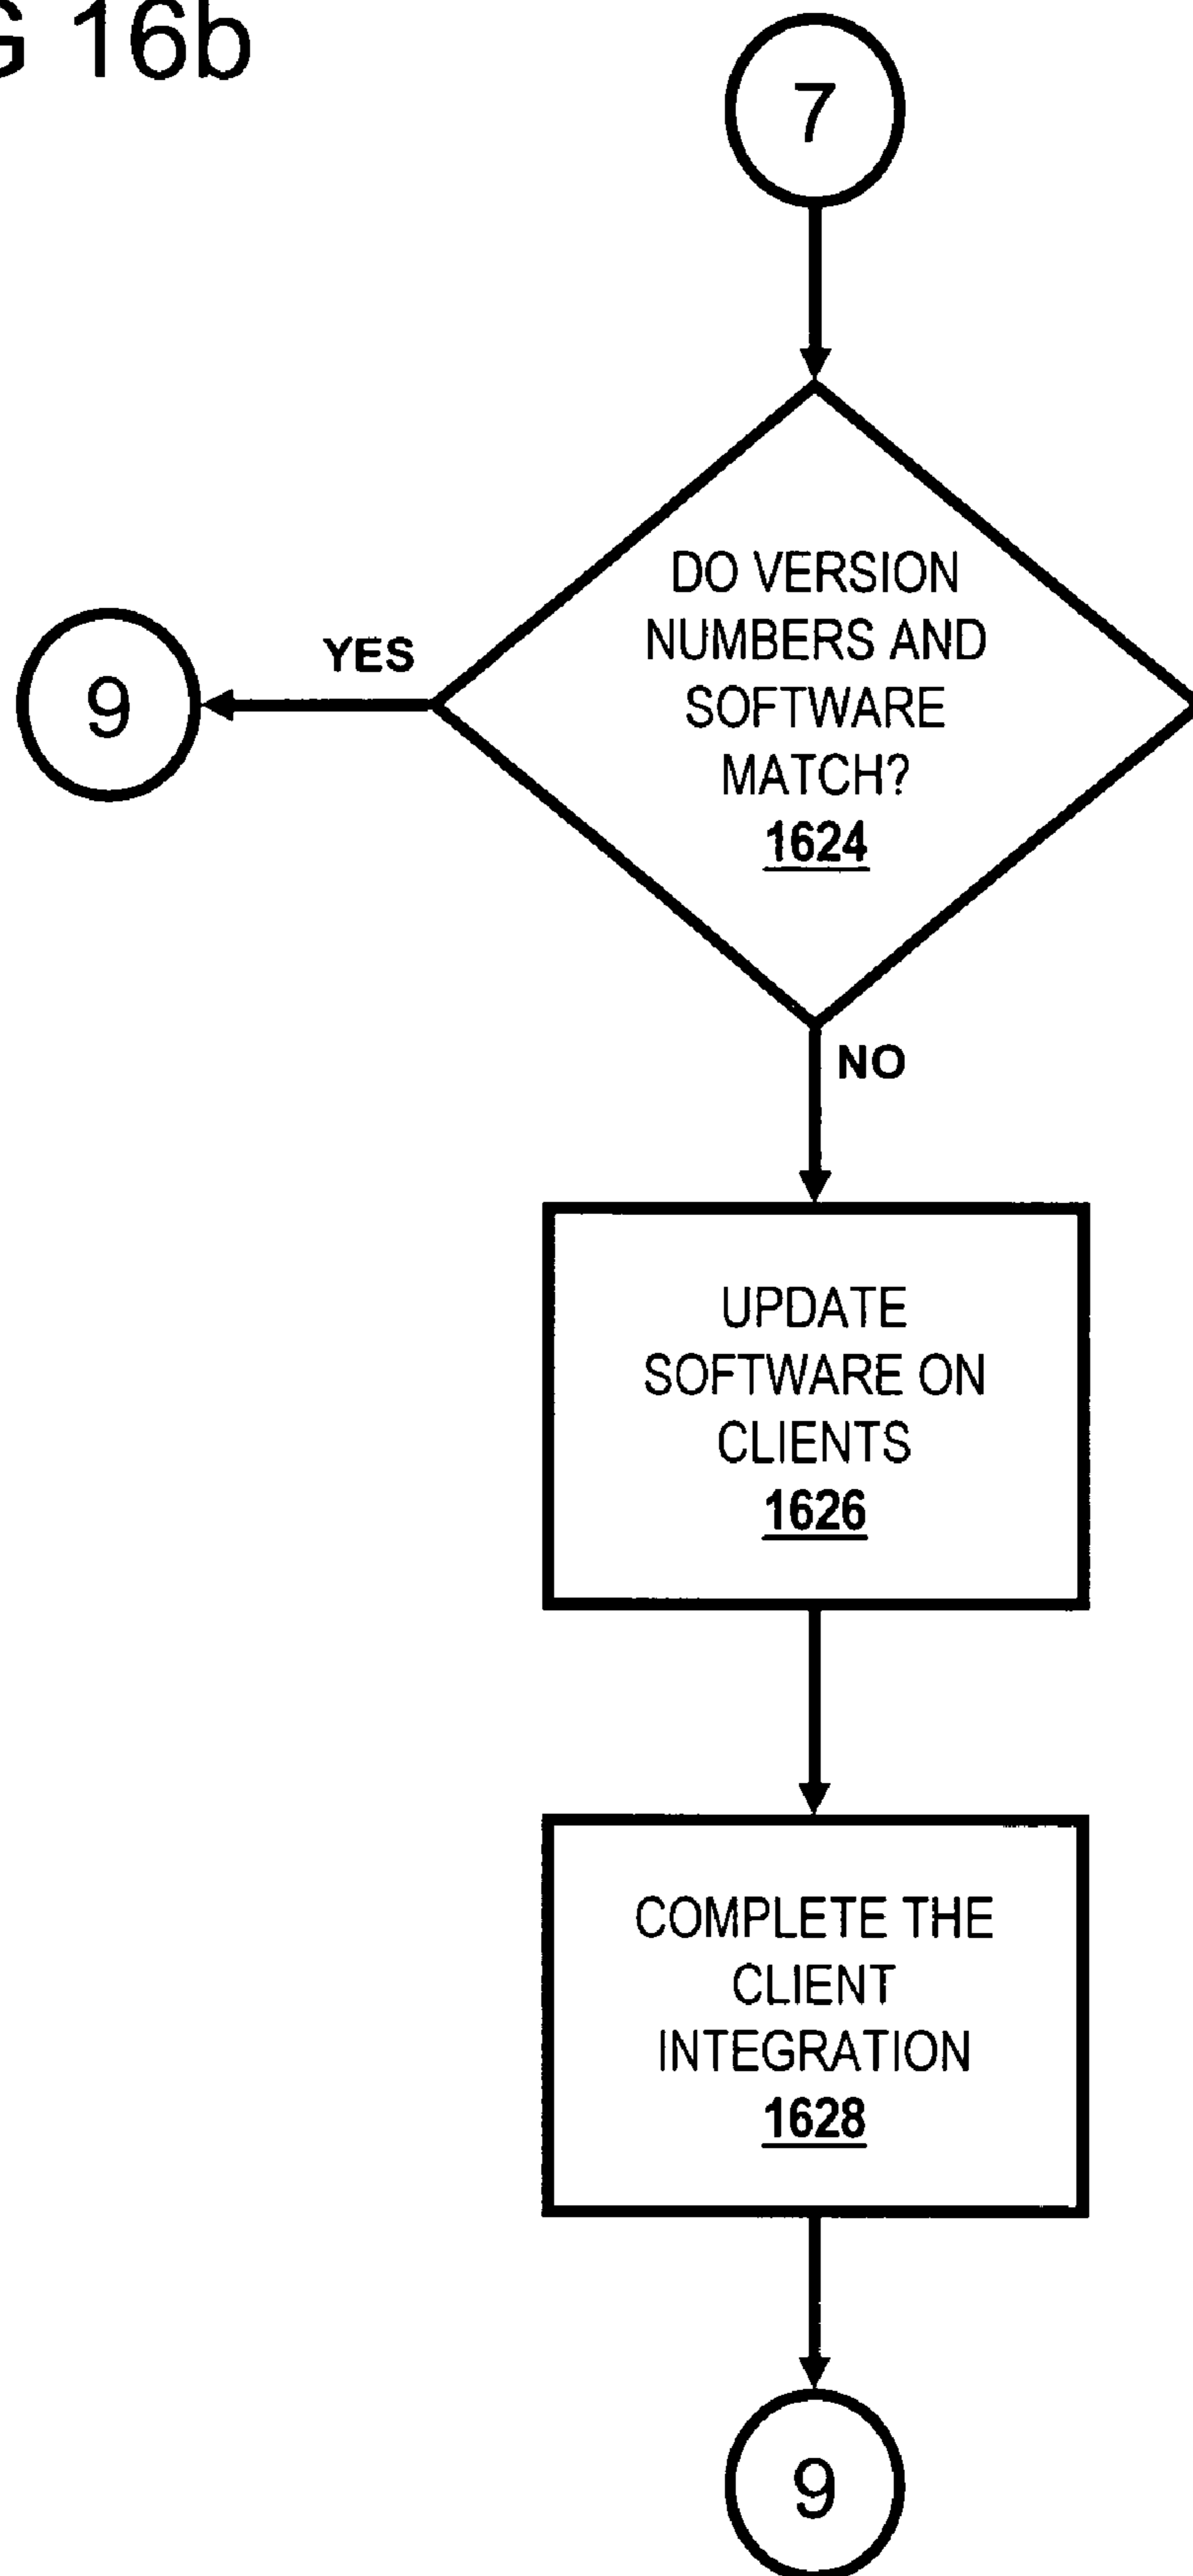 G 16b
7
DO VERSION
NUMBERS AND
SOFTWARE
MATCH?
1624
YES
9
NO
UPDATE
SOFTWARE ON
CLIENTS
1626
COMPLETE THE
CLIENT
INTEGRATION
1628
9